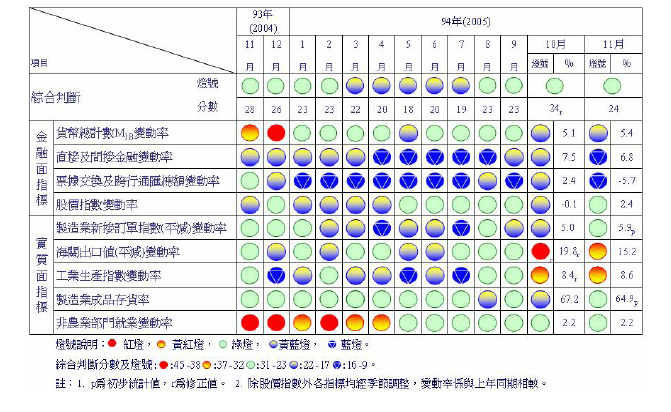 93年 (2004) 94年(2005)
項目 11月 12月 1月 2月 3月 4月 5月 6月 7月 8月 9月 10月 11月
燈號 % 燈號 %
綜合判斷 燈號
分數 28 26 23 23 22 20 18 20 19 23 23 24r 24
金融面指標
貨幣總計數M1B變動率 5.1 5.4
直接及間接金融變動率 7.5 6.8
票據交換及跨行通匯總額變動率 2.4 -5.7
股價指數變動率 -0.1 2.4
實質面指標
製造業新接訂單指數(平減)變動率 5.0 5.9p
海關出口值(平減)變動率 19.8r 15.2
工業生產指數變動率 8.4r 8.6
製造業成品存貨率 67.2 64.9p
非農業部門就業變動率 2.2 2.2
燈號說明：紅燈，黃紅燈，綠燈，黃藍燈，藍燈。
綜合判斷分數及燈號:45-38 :37-32 :31-23 :22-17 :16-9。
註：1. p為初步統計值，r為修正值。 2. 除股價指數外各指標均經季節調整，變動率係與上年同期相較。